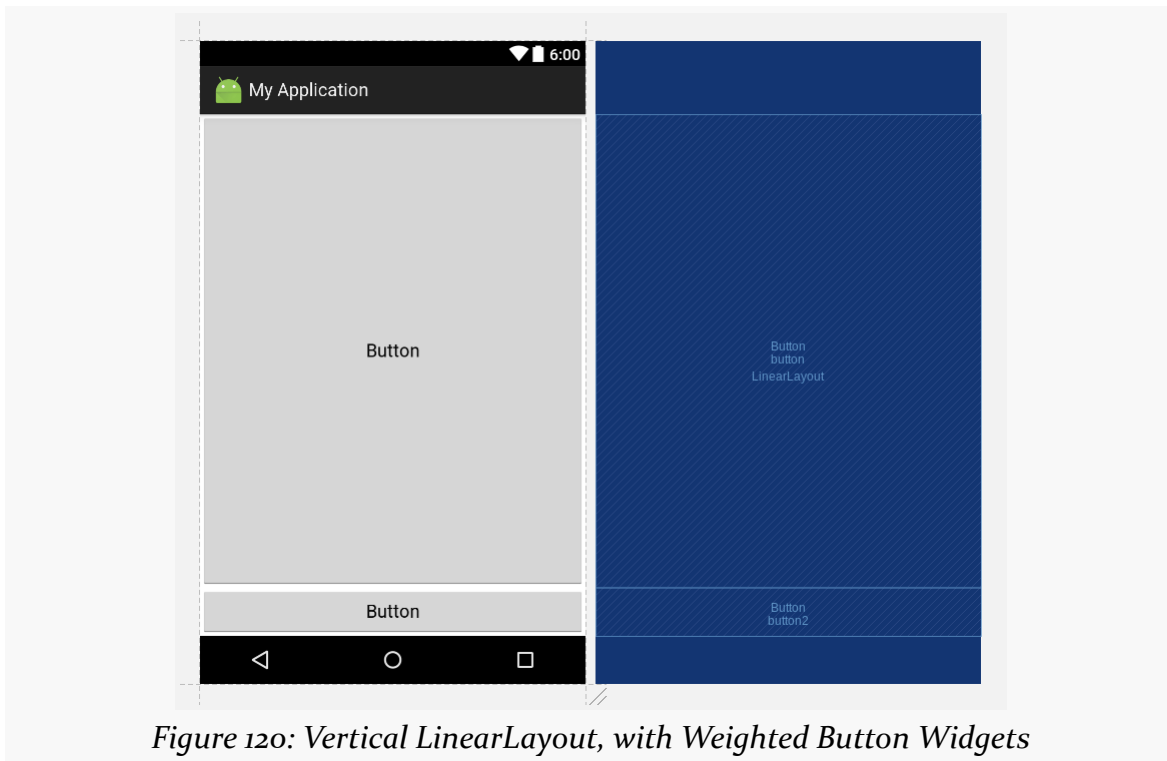 6:00
My Application
Button
Button
Button
button
LinearLayout
Button
button2
Figure 120: Vertical LinearLayout, with Weighted Button Widgets